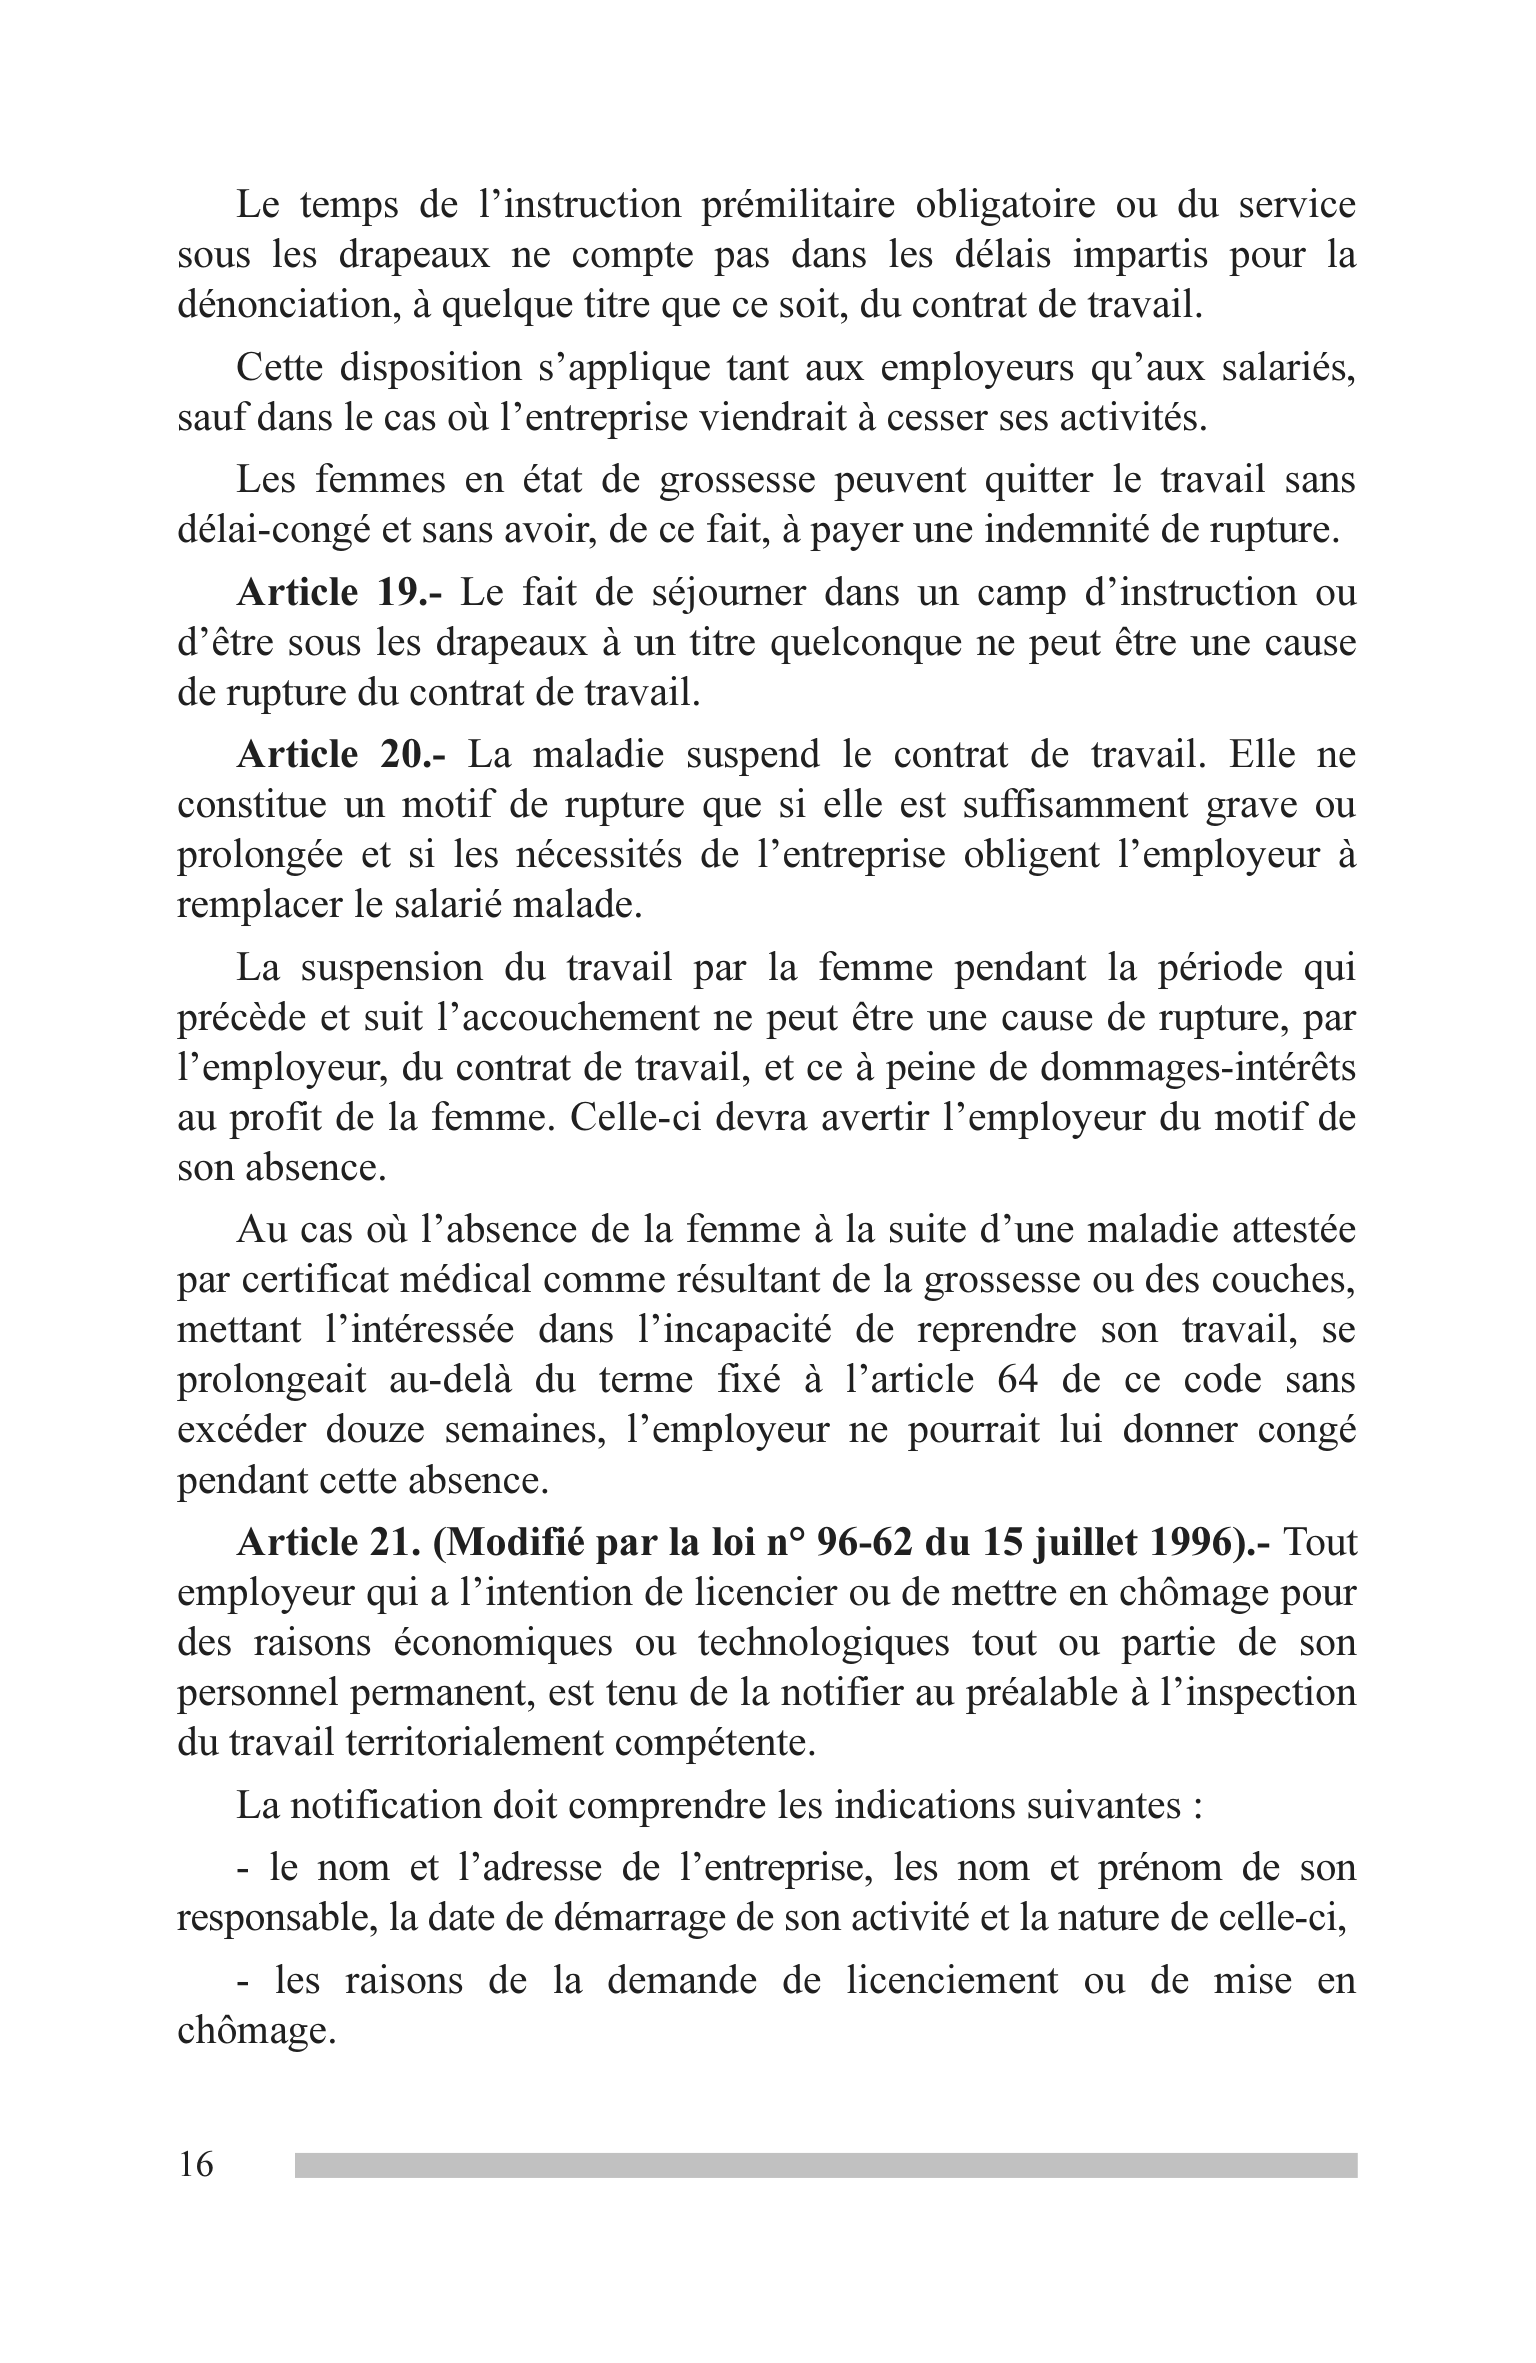 Le temps de l’instruction prémilitaire obligatoire ou du service
sous les drapeaux ne compte pas dans les délais impartis pour la
dénonciation, à quelque titre que ce soit, du contrat de travail.
Cette disposition s’applique tant aux employeurs qu’aux salariés,
sauf dans le cas où l’entreprise viendrait à cesser ses activités.
Les femmes en état de grossesse peuvent quitter le travail sans
délai-congé et sans avoir, de ce fait, à payer une indemnité de rupture.
Article 19.- Le fait de séjourner dans un camp d’instruction ou
d’être sous les drapeaux à un titre quelconque ne peut être une cause
de rupture du contrat de travail.
Article 20.- La maladie suspend le contrat de travail. Elle ne
constitue un motif de rupture que si elle est suffisamment grave ou
prolongée et si les nécessités de l’entreprise obligent l’employeur à
remplacer le salarié malade.
La suspension du travail par la femme pendant la période qui
précède et suit l’accouchement ne peut être une cause de rupture, par
l’employeur, du contrat de travail, et ce à peine de dommages-intérêts
au profit de la femme. Celle-ci devra avertir l’employeur du motif de
son absence.
Au cas où l’absence de la femme à la suite d’une maladie attestée
par certificat médical comme résultant de la grossesse ou des couches,
mettant l’intéressée dans l’incapacité de reprendre son travail, se
prolongeait au-delà du terme fixé à l’article 64 de ce code sans
excéder douze semaines, l’employeur ne pourrait lui donner congé
pendant cette absence.
Article 21. (Modifié par la loi n° 96-62 du 15 juillet 1996).- Tout
employeur qui a l’intention de licencier ou de mettre en chômage pour
des raisons économiques ou technologiques tout ou partie de son
personnel permanent, est tenu de la notifier au préalable à l’inspection
du travail territorialement compétente.
La notification doit comprendre les indications suivantes :
- le nom et l’adresse de l’entreprise, les nom et prénom de son
responsable, la date de démarrage de son activité et la nature de celle-ci,
- les raisons de la demande de licenciement ou de mise en
chômage.
16